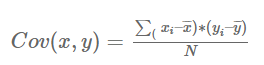 Cov(x, y) = ∑( xᵢ–x̅)∗(yᵢ–y̅) / N